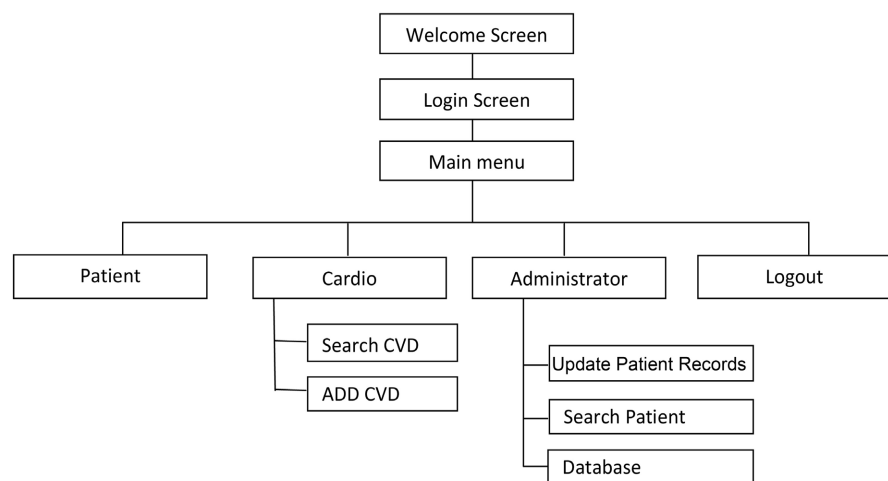 Welcome Screen
Login Screen
Main menu
Patient
Cardio
Administrator
Logout
Search CVD
ADD CVD
Update Patient Records
Search Patient
Database